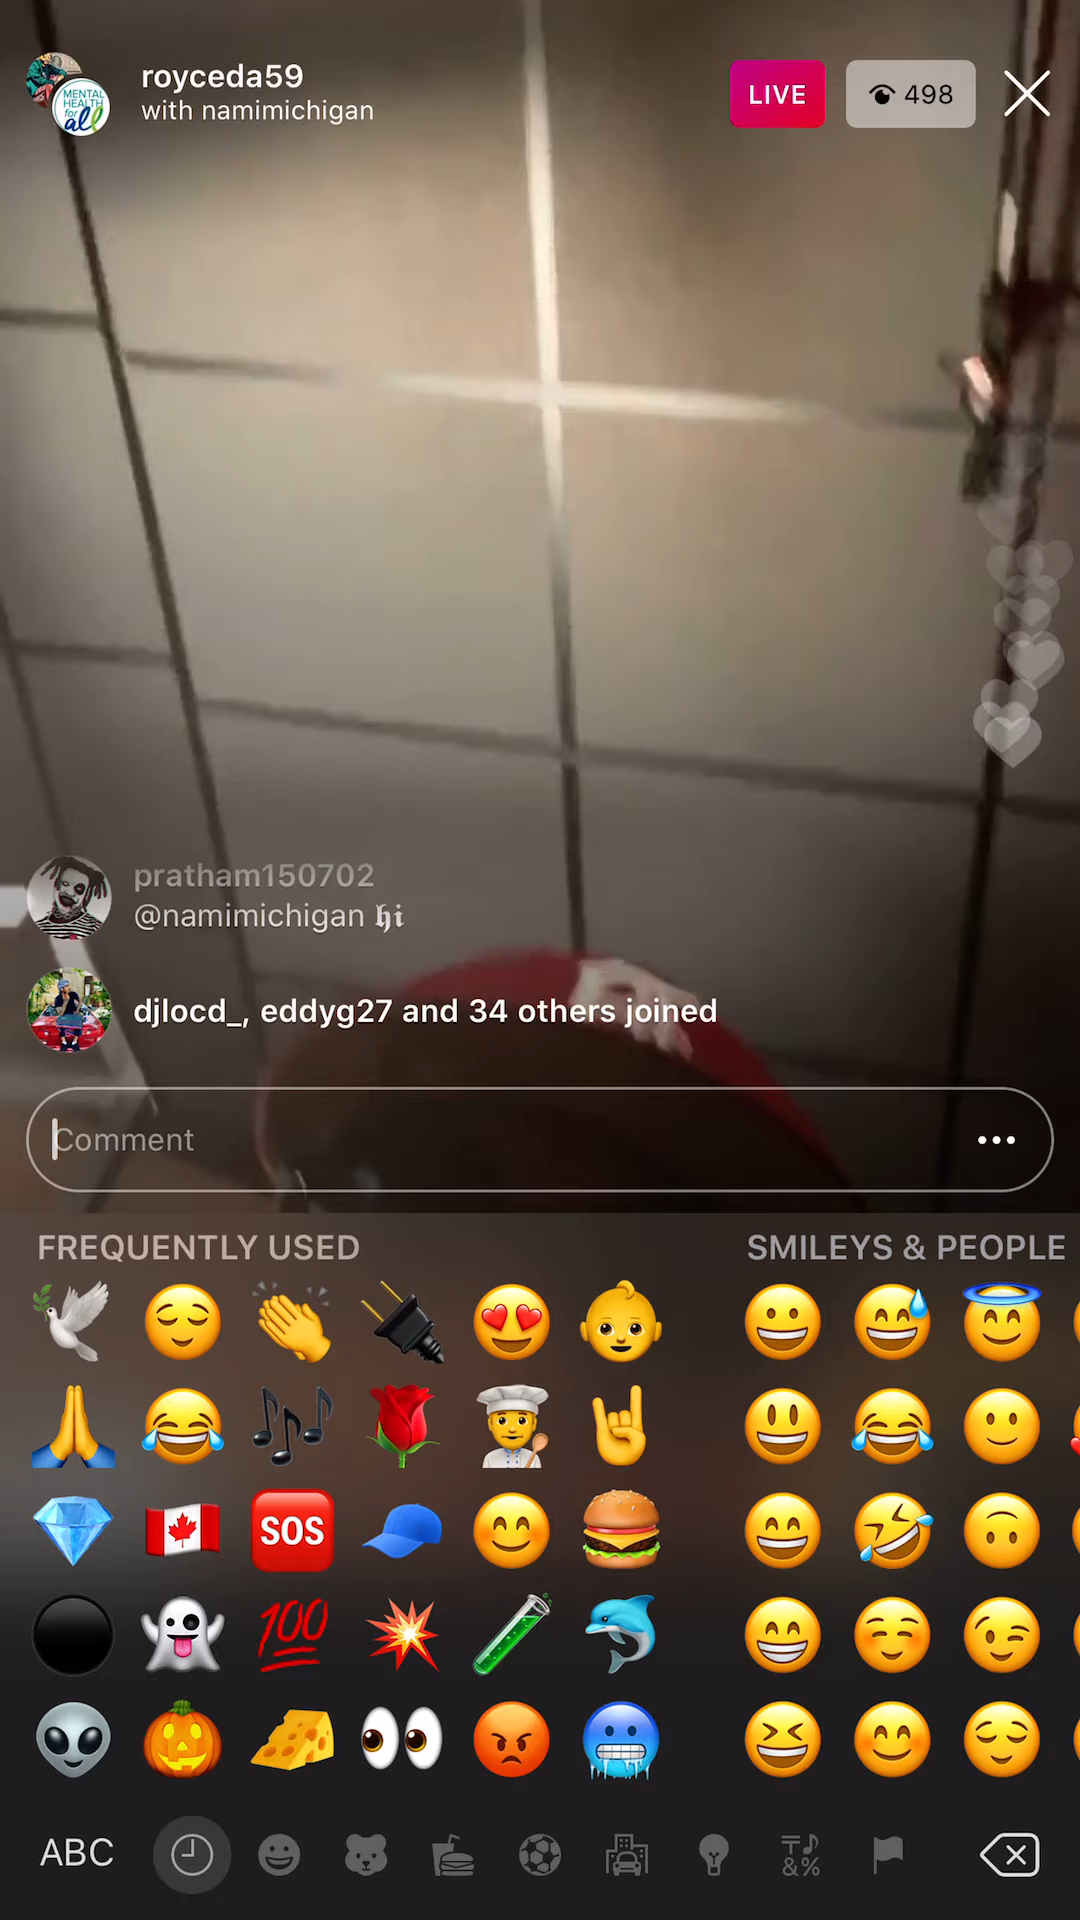 MENTAL
HEALTH
for
all
royceda59
with namimichigan
LIVE
498
pratham150702
@namimichigan 𝖍𝖎
djlocd_, eddyg27 and 34 others joined
Comment
FREQUENTLY USED
SMILEYS & PEOPLE
SOS
100
ABC
&%